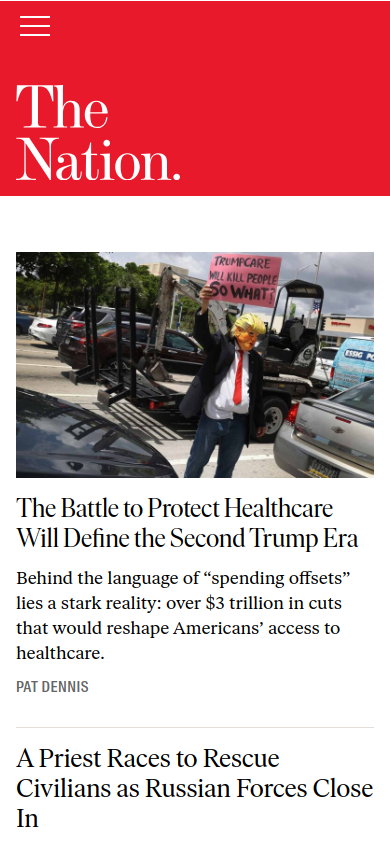 The
Nation.
TRUMPCARE
WILL KILL PEOPLE
SO WHAT?
The Battle to Protect Healthcare
Will Define the Second Trump Era
Behind the language of “spending offsets”
lies a stark reality: over $3 trillion in cuts
that would reshape Americans’ access to
healthcare.
PAT DENNIS
A Priest Races to Rescue
Civilians as Russian Forces Close
In